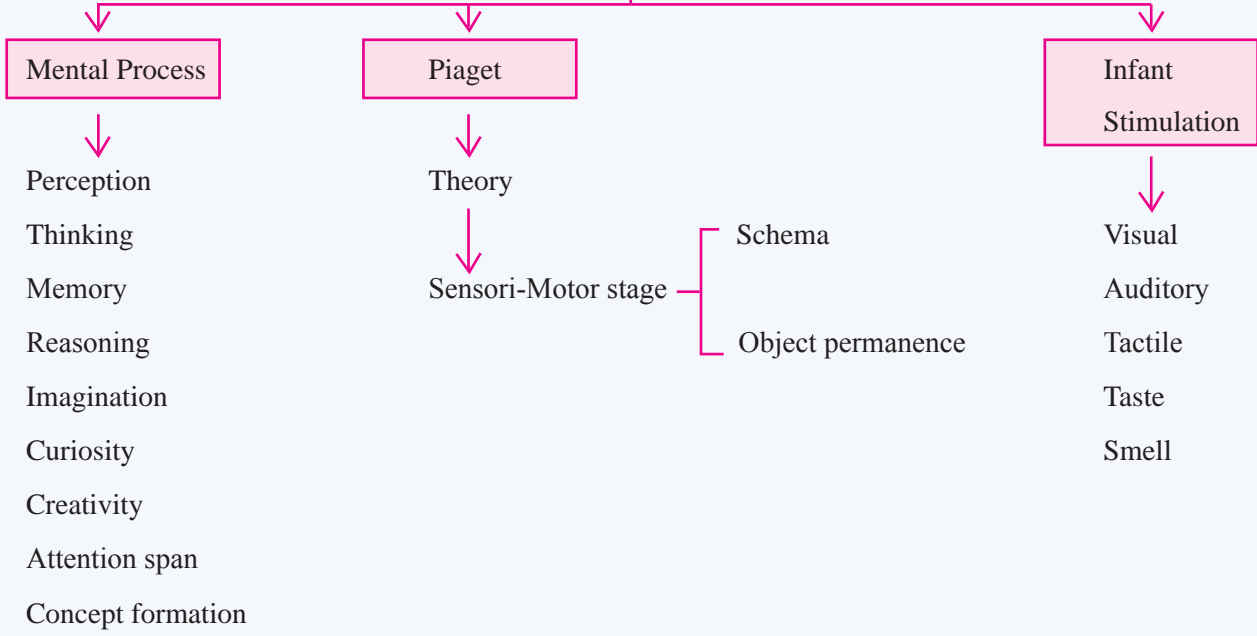 Mental Process
Perception
Thinking
Memory
Reasoning
Imagination
Curiosity
Creativity
Attention span
Concept formation
Piaget
Theory
Sensori-Motor stage
Schema
Object permanence
Infant
Stimulation
Visual
Auditory
Tactile
Taste
Smell